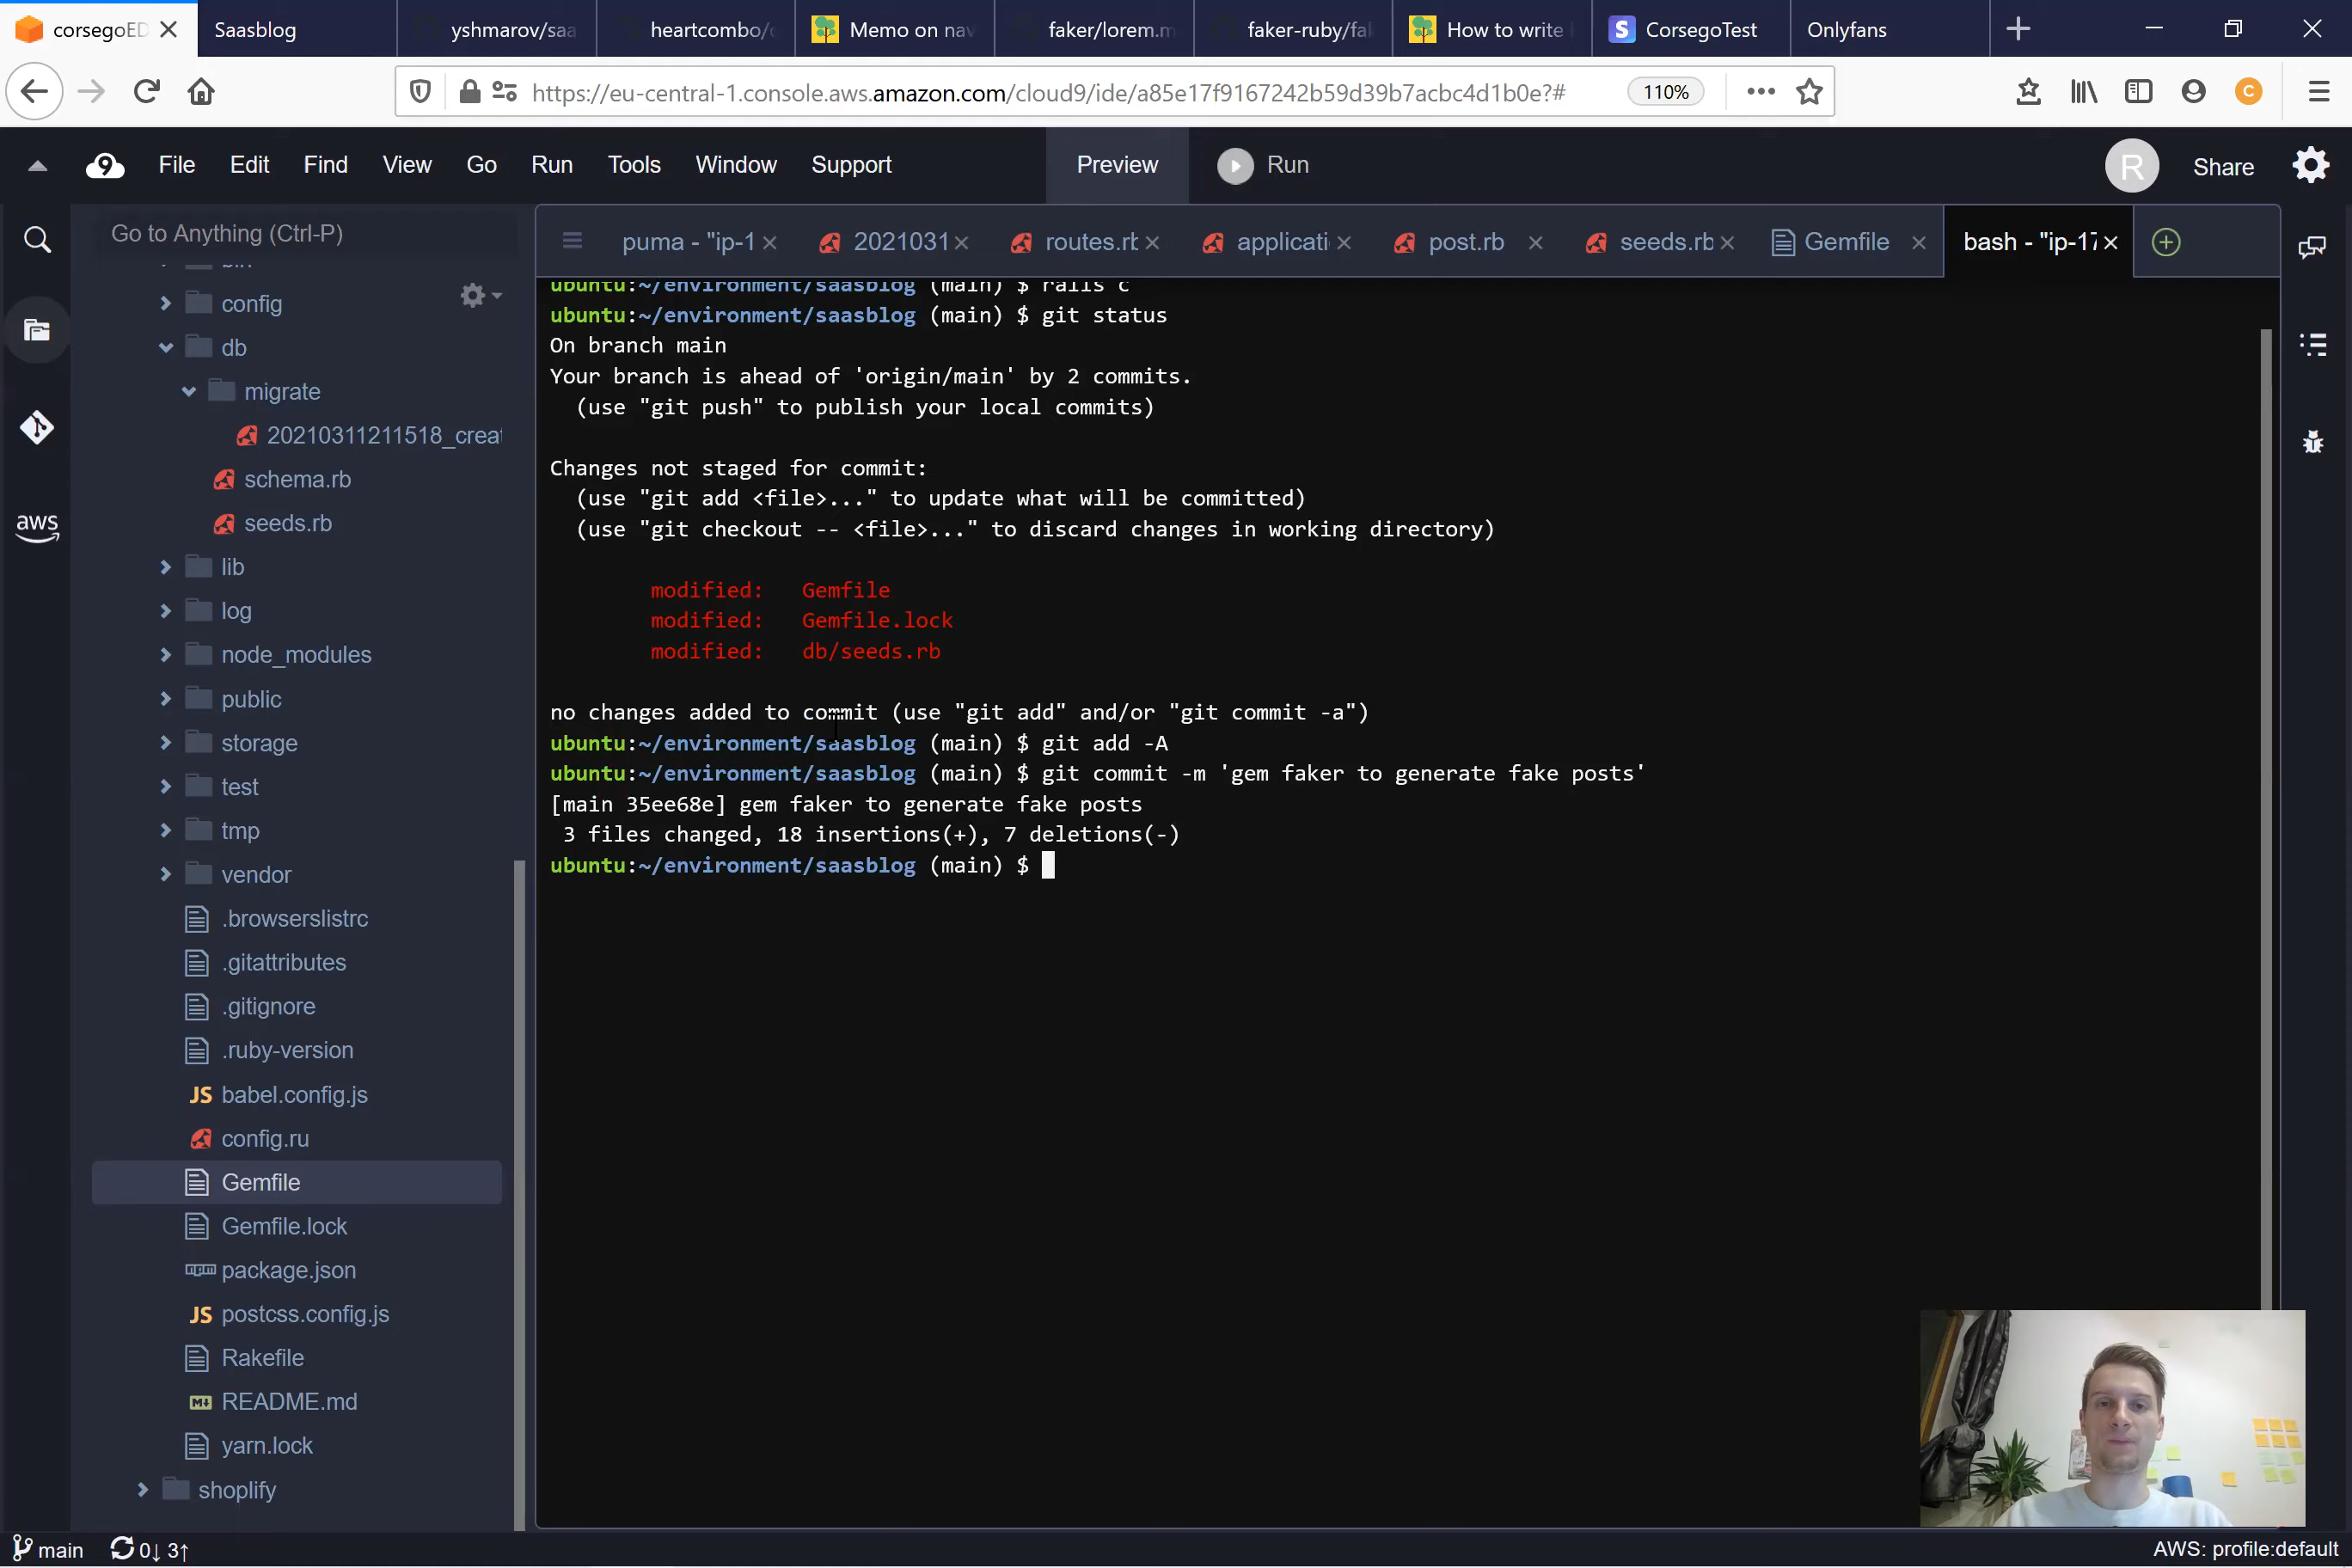 corsegoED
Saasblog
yshmarov/saa
heartcombo/
Memo on nav
faker/lorem.m
faker-ruby/fa
How to write
CorsegoTest
Onlyfans
https://eu-central-1.console.aws.amazon.com/cloud9/ide/a85e17f9167242b59d39b7acbc4d1b0e?#
110%
C
9
File Edit Find View Go Run Tools Window Support
Preview
Run
R
Share
Go to Anything (Ctrl-P)
puma - "ip-1
2021031
routes.rb
applicati
post.rb
seeds.rb
Gemfile
bash - "ip-17
bin
config
db
migrate
20210311211518_creat
schema.rb
seeds.rb
lib
log
node_modules
public
storage
test
tmp
vendor
.browserslistrc
.gitattributes
.gitignore
.ruby-version
JS babel.config.js
config.ru
Gemfile
Gemfile.lock
package.json
JS postcss.config.js
Rakefile
README.md
yarn.lock
shoplify
aws
ubuntu:~/environment/saasblog (main) $ rails c
ubuntu:~/environment/saasblog (main) $ git status
On branch main
Your branch is ahead of 'origin/main' by 2 commits.
(use "git push" to publish your local commits)
Changes not staged for commit:
(use "git add <file>..." to update what will be committed)
(use "git checkout -- <file>..." to discard changes in working directory)
modified: Gemfile
modified: Gemfile.lock
modified: db/seeds.rb
no changes added to commit (use "git add" and/or "git commit -a")
ubuntu:~/environment/saasblog (main) $ git add -A
ubuntu:~/environment/saasblog (main) $ git commit -m 'gem faker to generate fake posts'
[main 35ee68e] gem faker to generate fake posts
3 files changed, 18 insertions(+), 7 deletions(-)
ubuntu:~/environment/saasblog (main) $
main
0↓ 3↑
AWS: profile:default